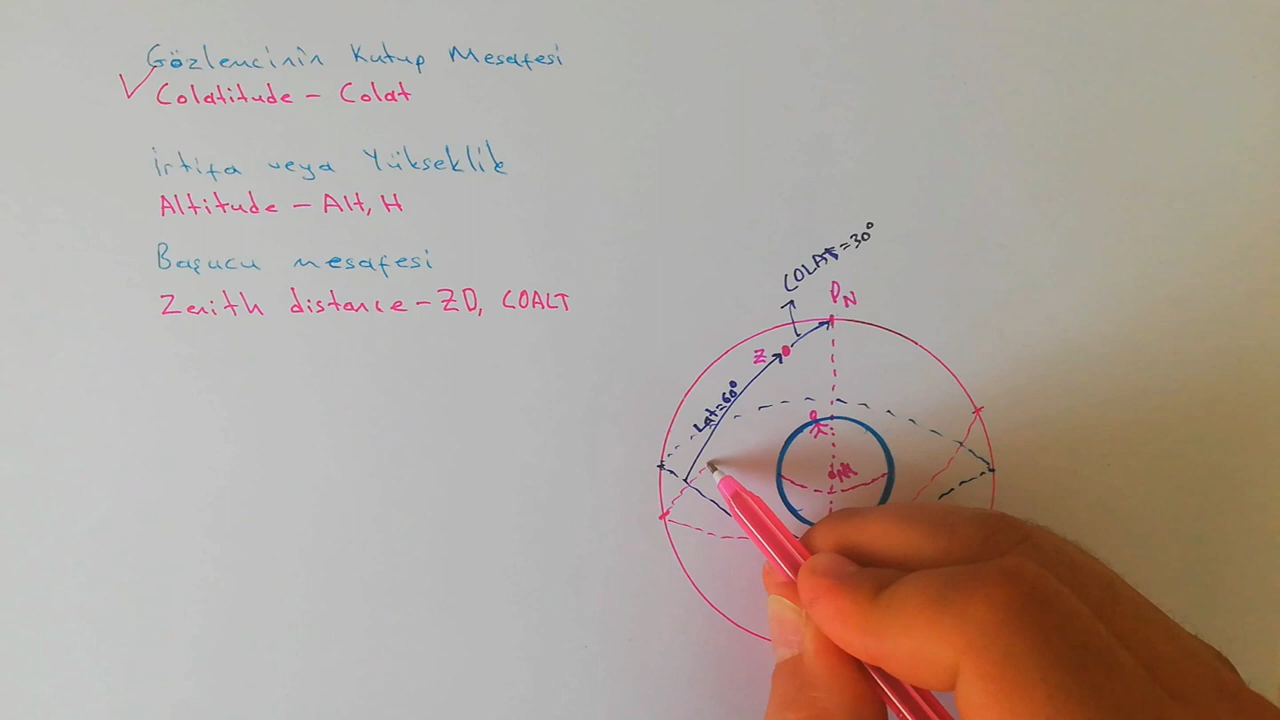 Gözlemcinin Kutup Mesafesi
Colatitude - Colat
İrtifa veya Yükseklik
Altitude - Alt, H
Başucu mesafesi
Zenith distance - ZD, COALT
COLAT=30°
PN
Z
Lat=60°